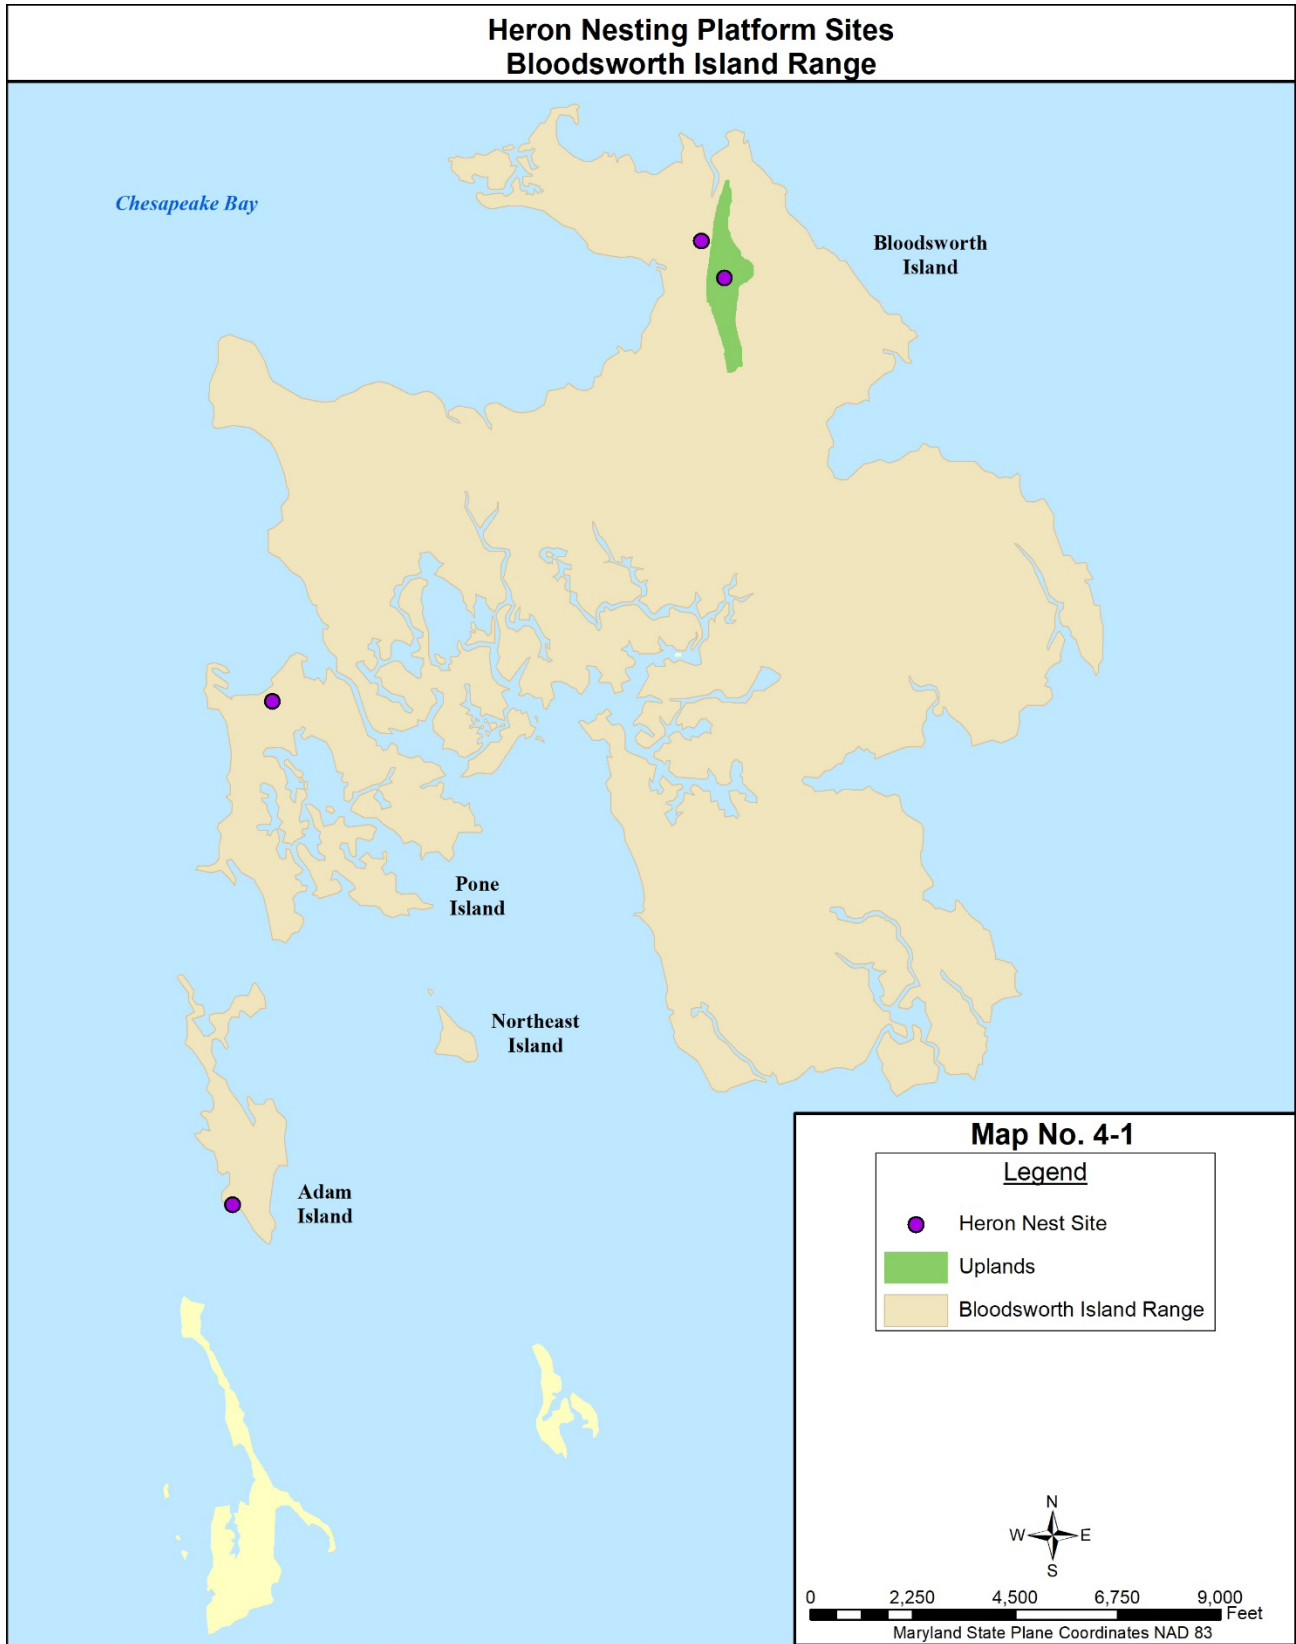 Heron Nesting Platform Sites
Bloodsworth Island Range
Chesapeake Bay
Bloodsworth
Island
Pone
Island
Northeast
Island
Adam
Island
Map No. 4-1
Legend
Heron Nest Site
Uplands
Bloodsworth Island Range
N
W E
S
0 2,250 4,500 6,750 9,000
Feet
Maryland State Plane Coordinates NAD 83